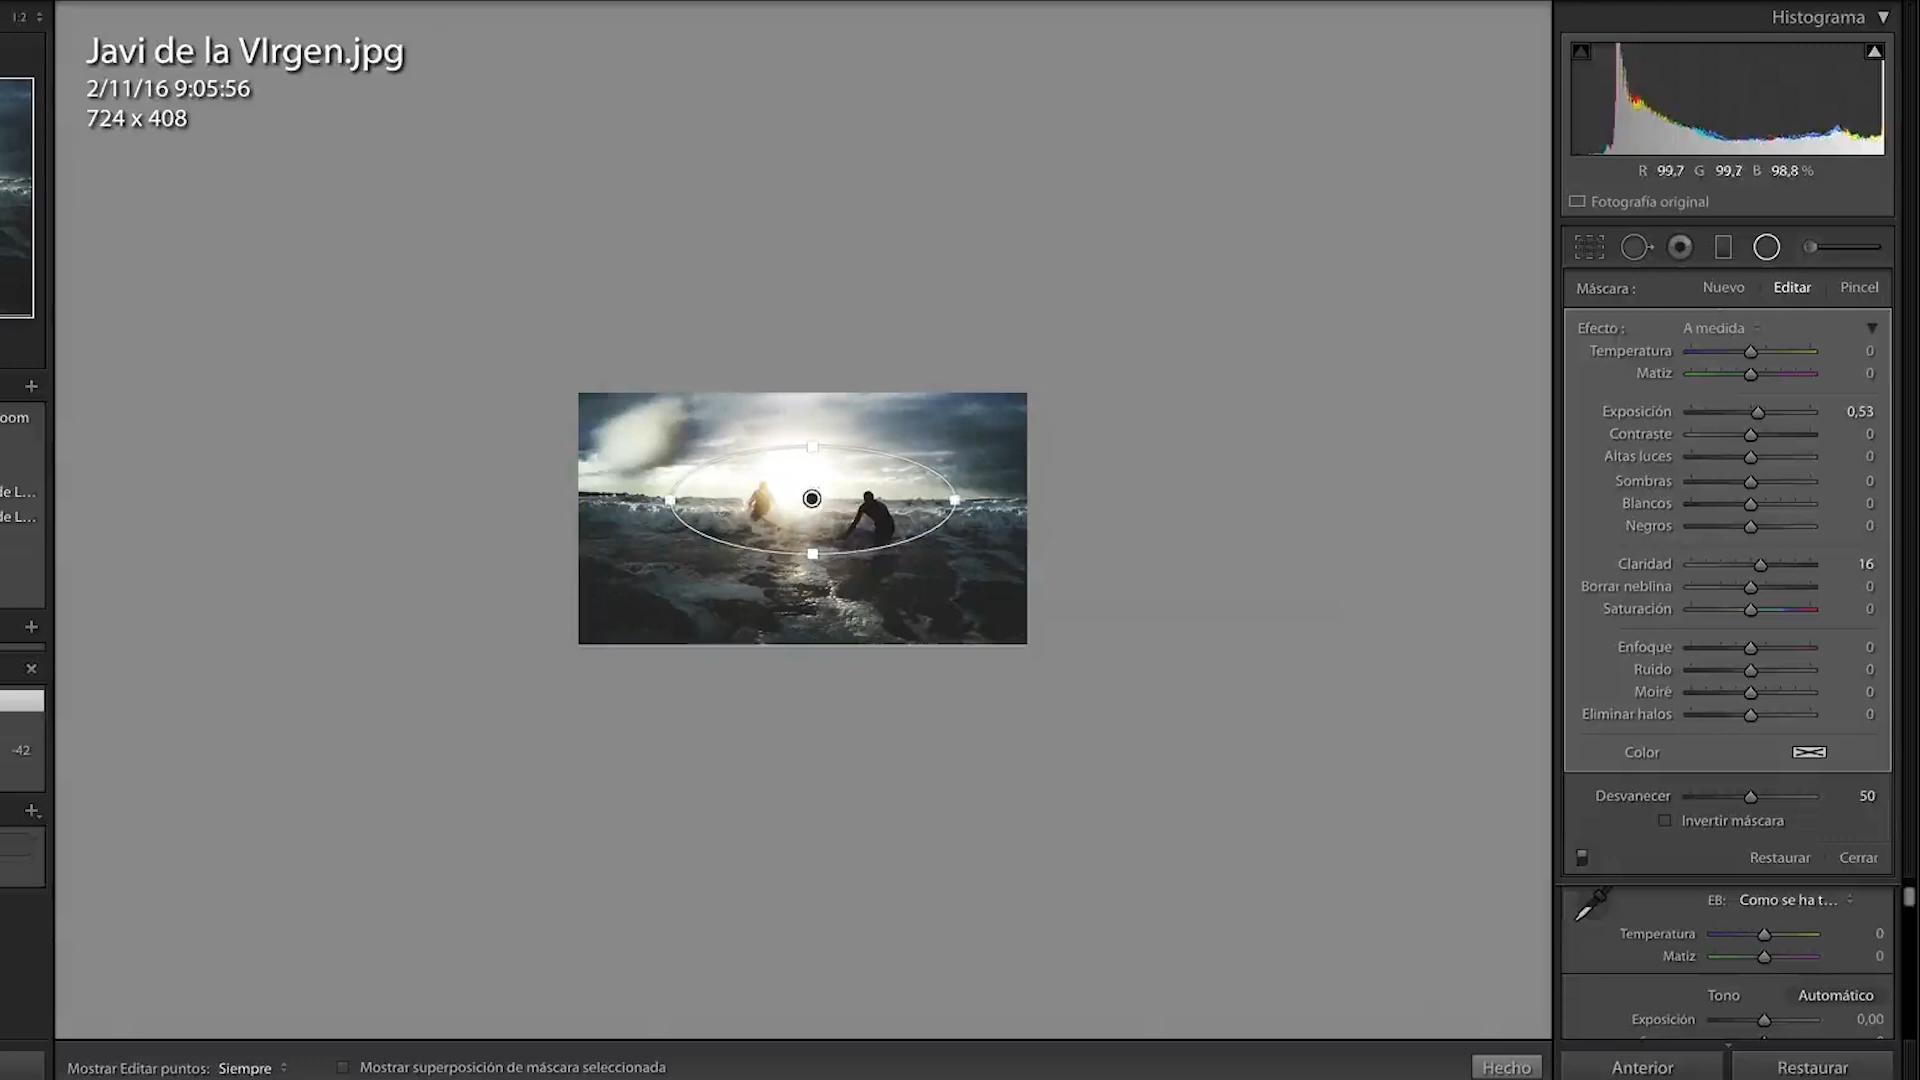 1:2
Javi de la VIrgen.jpg
2/11/16 9:05:56
724 x 408
oom
de L...
de L...
-42
Histograma
R 99,7 G 99,7 B 98,8 %
Fotografía original
Máscara : Nuevo Editar Pincel
Efecto : A medida
Temperatura 0
Matiz 0
Exposición 0,53
Contraste 0
Altas luces 0
Sombras 0
Blancos 0
Negros 0
Claridad 16
Borrar neblina 0
Saturación 0
Enfoque 0
Ruido 0
Moiré 0
Eliminar halos 0
Color
Desvanecer 50
Invertir máscara
Restaurar Cerrar
EB: Como se ha t...
Temperatura 0
Matiz 0
Tono Automático
Exposición 0,00
Mostrar Editar puntos: Siempre Mostrar superposición de máscara seleccionada Hecho
Anterior Restaurar